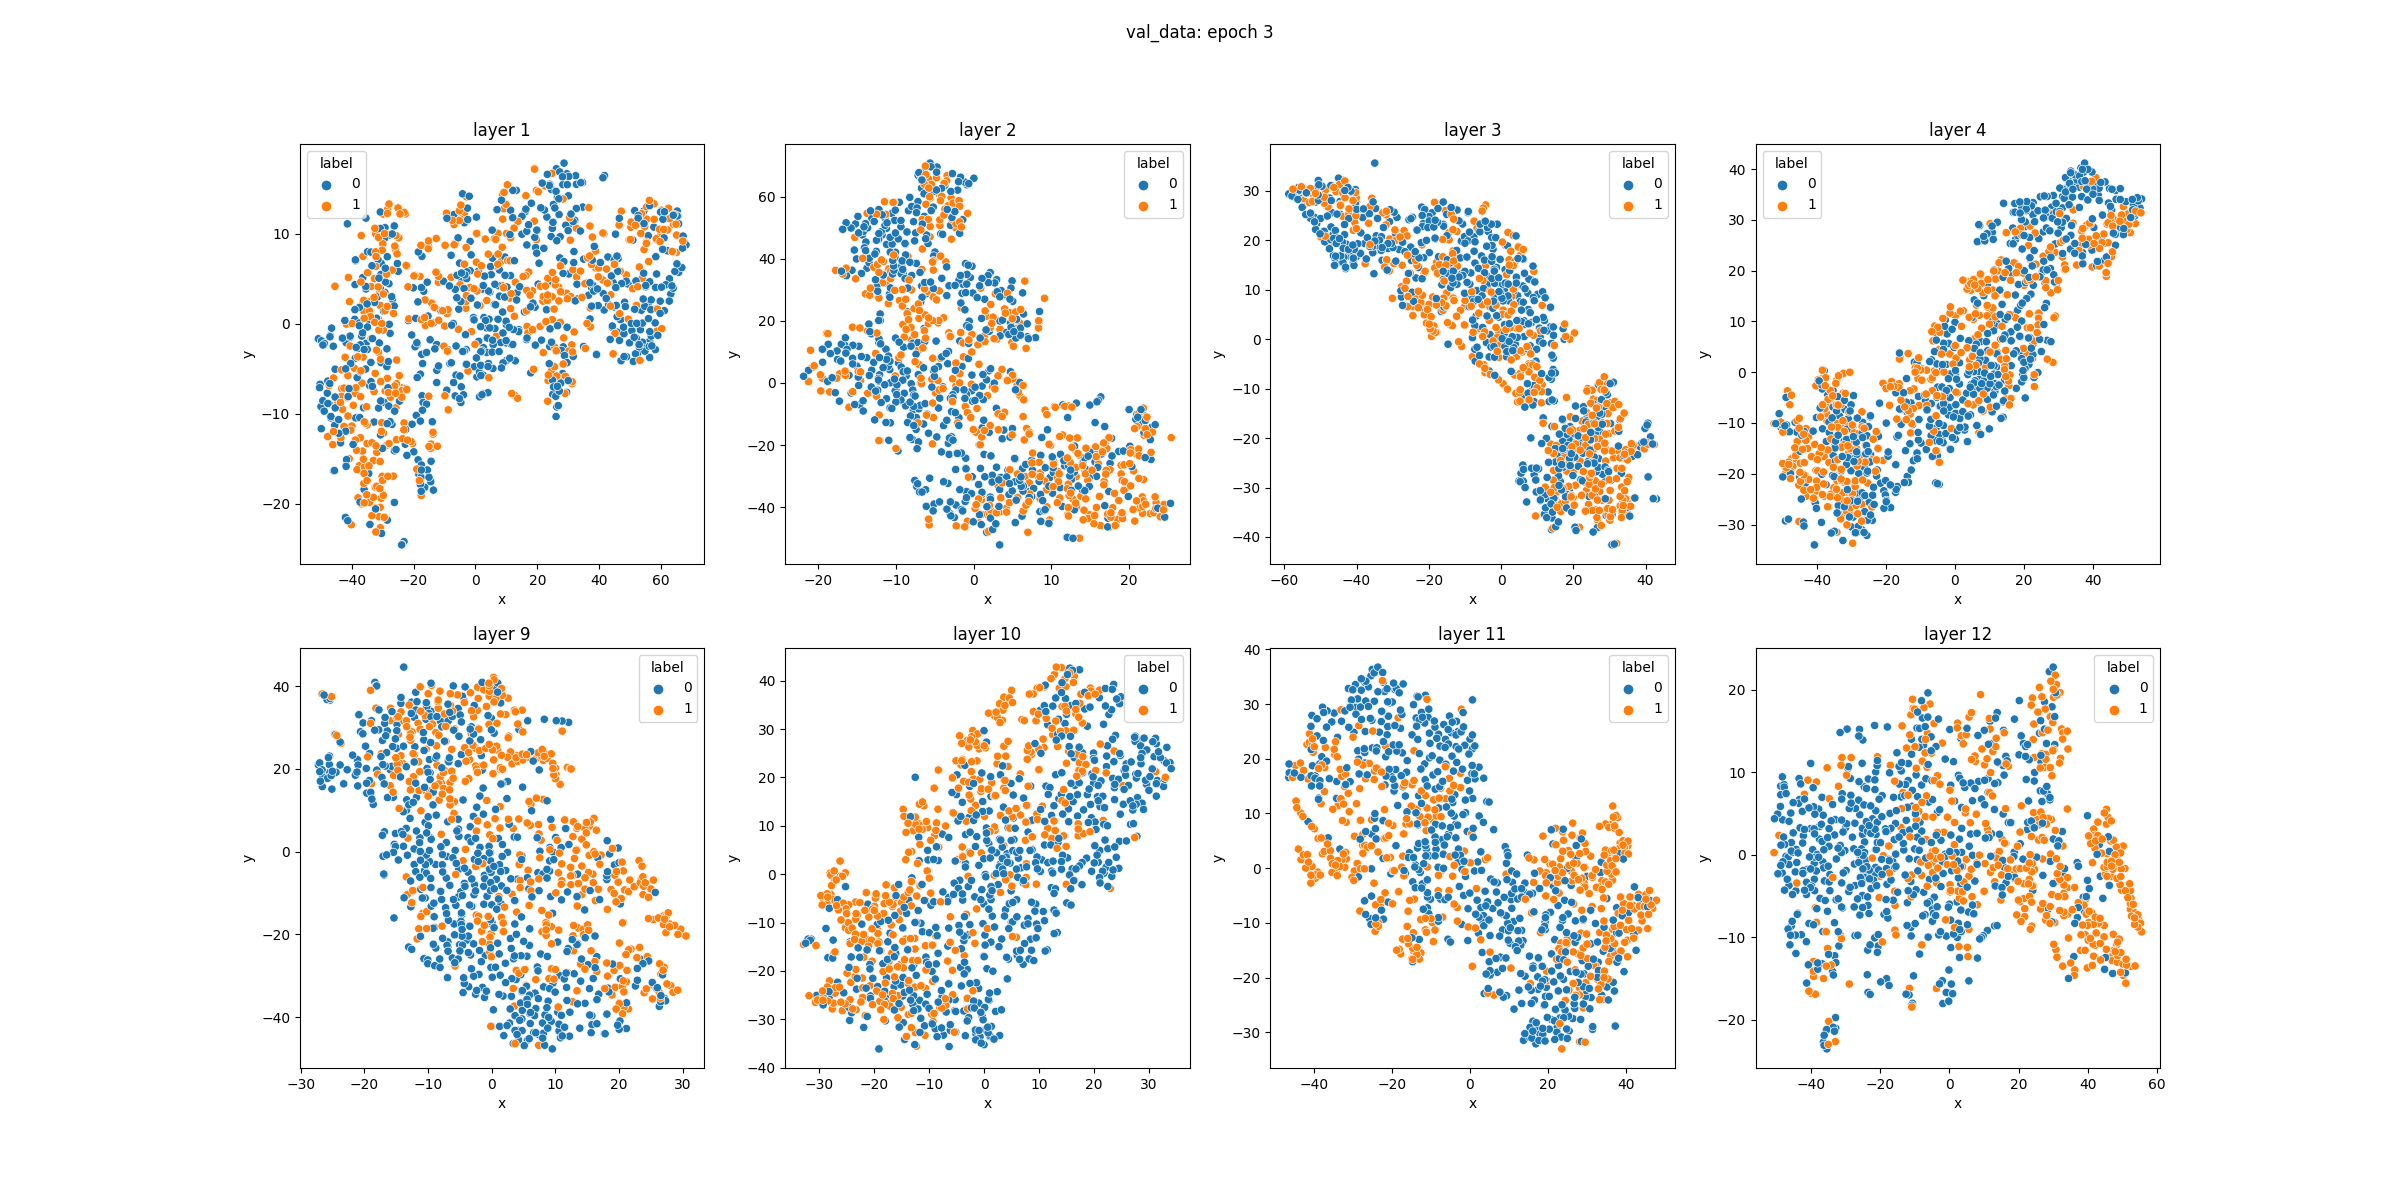 val_data: epoch 3
layer 1
layer 2
layer 3
layer 4
label
0
1
10
0
−10
−20
y
−40 −20 0 20 40 60
x
label
0
1
60
40
20
0
−20
−40
y
−20 −10 0 10 20
x
label
0
1
30
20
10
0
−10
−20
−30
−40
y
−60 −40 −20 0 20 40
x
label
0
1
40
30
20
10
0
−10
−20
−30
y
−40 −20 0 20 40
x
layer 9
layer 10
layer 11
layer 12
label
0
1
40
20
0
−20
−40
y
−30 −20 −10 0 10 20 30
x
label
0
1
40
30
20
10
0
−10
−20
−30
−40
y
−30 −20 −10 0 10 20 30
x
label
0
1
40
30
20
10
0
−10
−20
−30
y
−40 −20 0 20 40
x
label
0
1
20
10
0
−10
−20
y
−40 −20 0 20 40 60
x